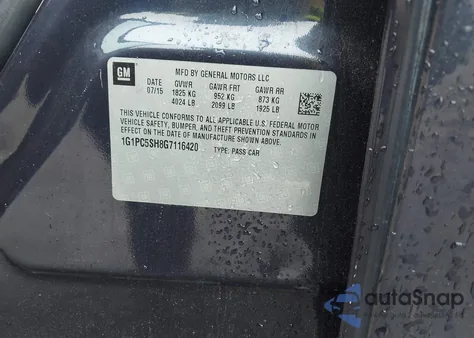 GM
MFD BY GENERAL MOTORS LLC
DATE GVWR GAWR FRT GAWR RR
07/15 1825 KG 952 KG 873 KG
4024 LB 2099 LB 1925 LB
THIS VEHICLE CONFORMS TO ALL APPLICABLE U.S. FEDERAL MOTOR
VEHICLE SAFETY, BUMPER, AND THEFT PREVENTION STANDARDS IN
EFFECT ON THE DATE OF MANUFACTURE SHOWN ABOVE.
1G1PC5SH8G7116420
TYPE: PASS CAR
autoSnap